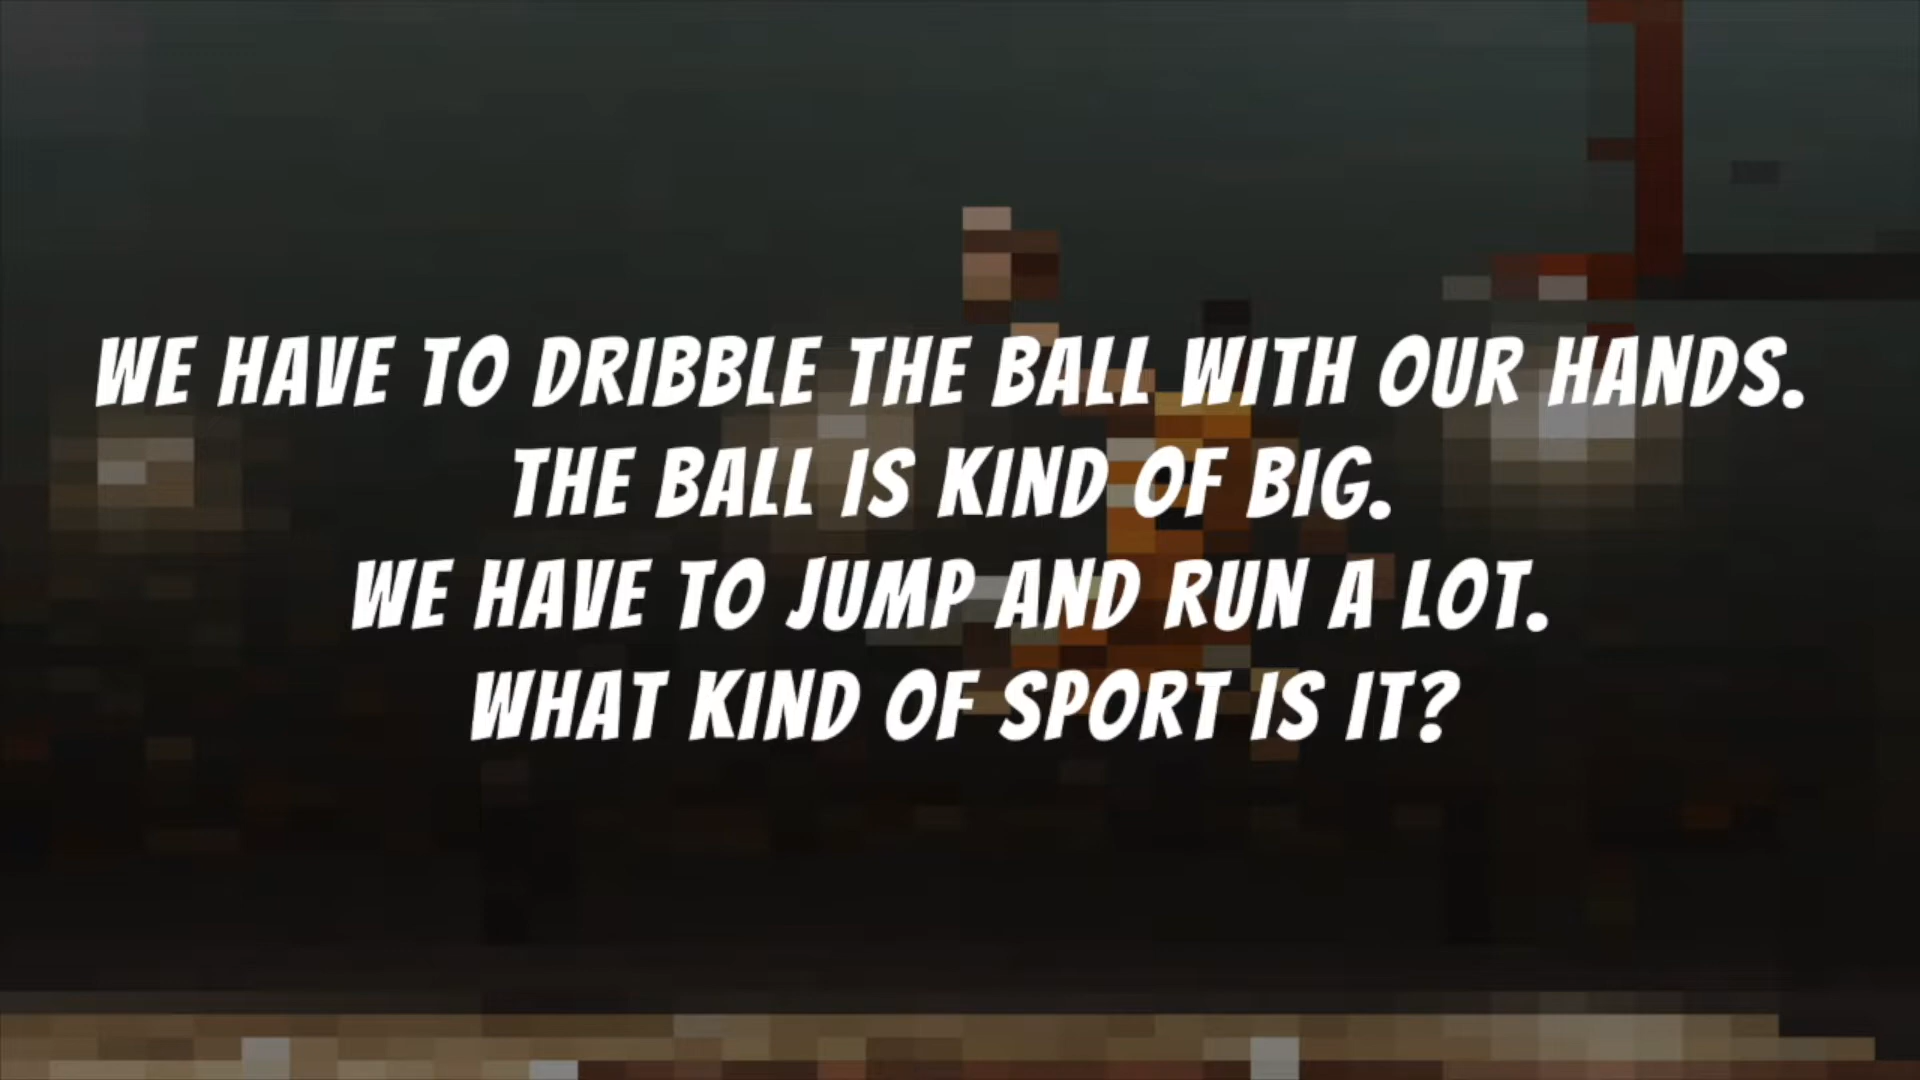 WE HAVE TO DRIBBLE THE BALL WITH OUR HANDS.
THE BALL IS KIND OF BIG.
WE HAVE TO JUMP AND RUN A LOT.
WHAT KIND OF SPORT IS IT?